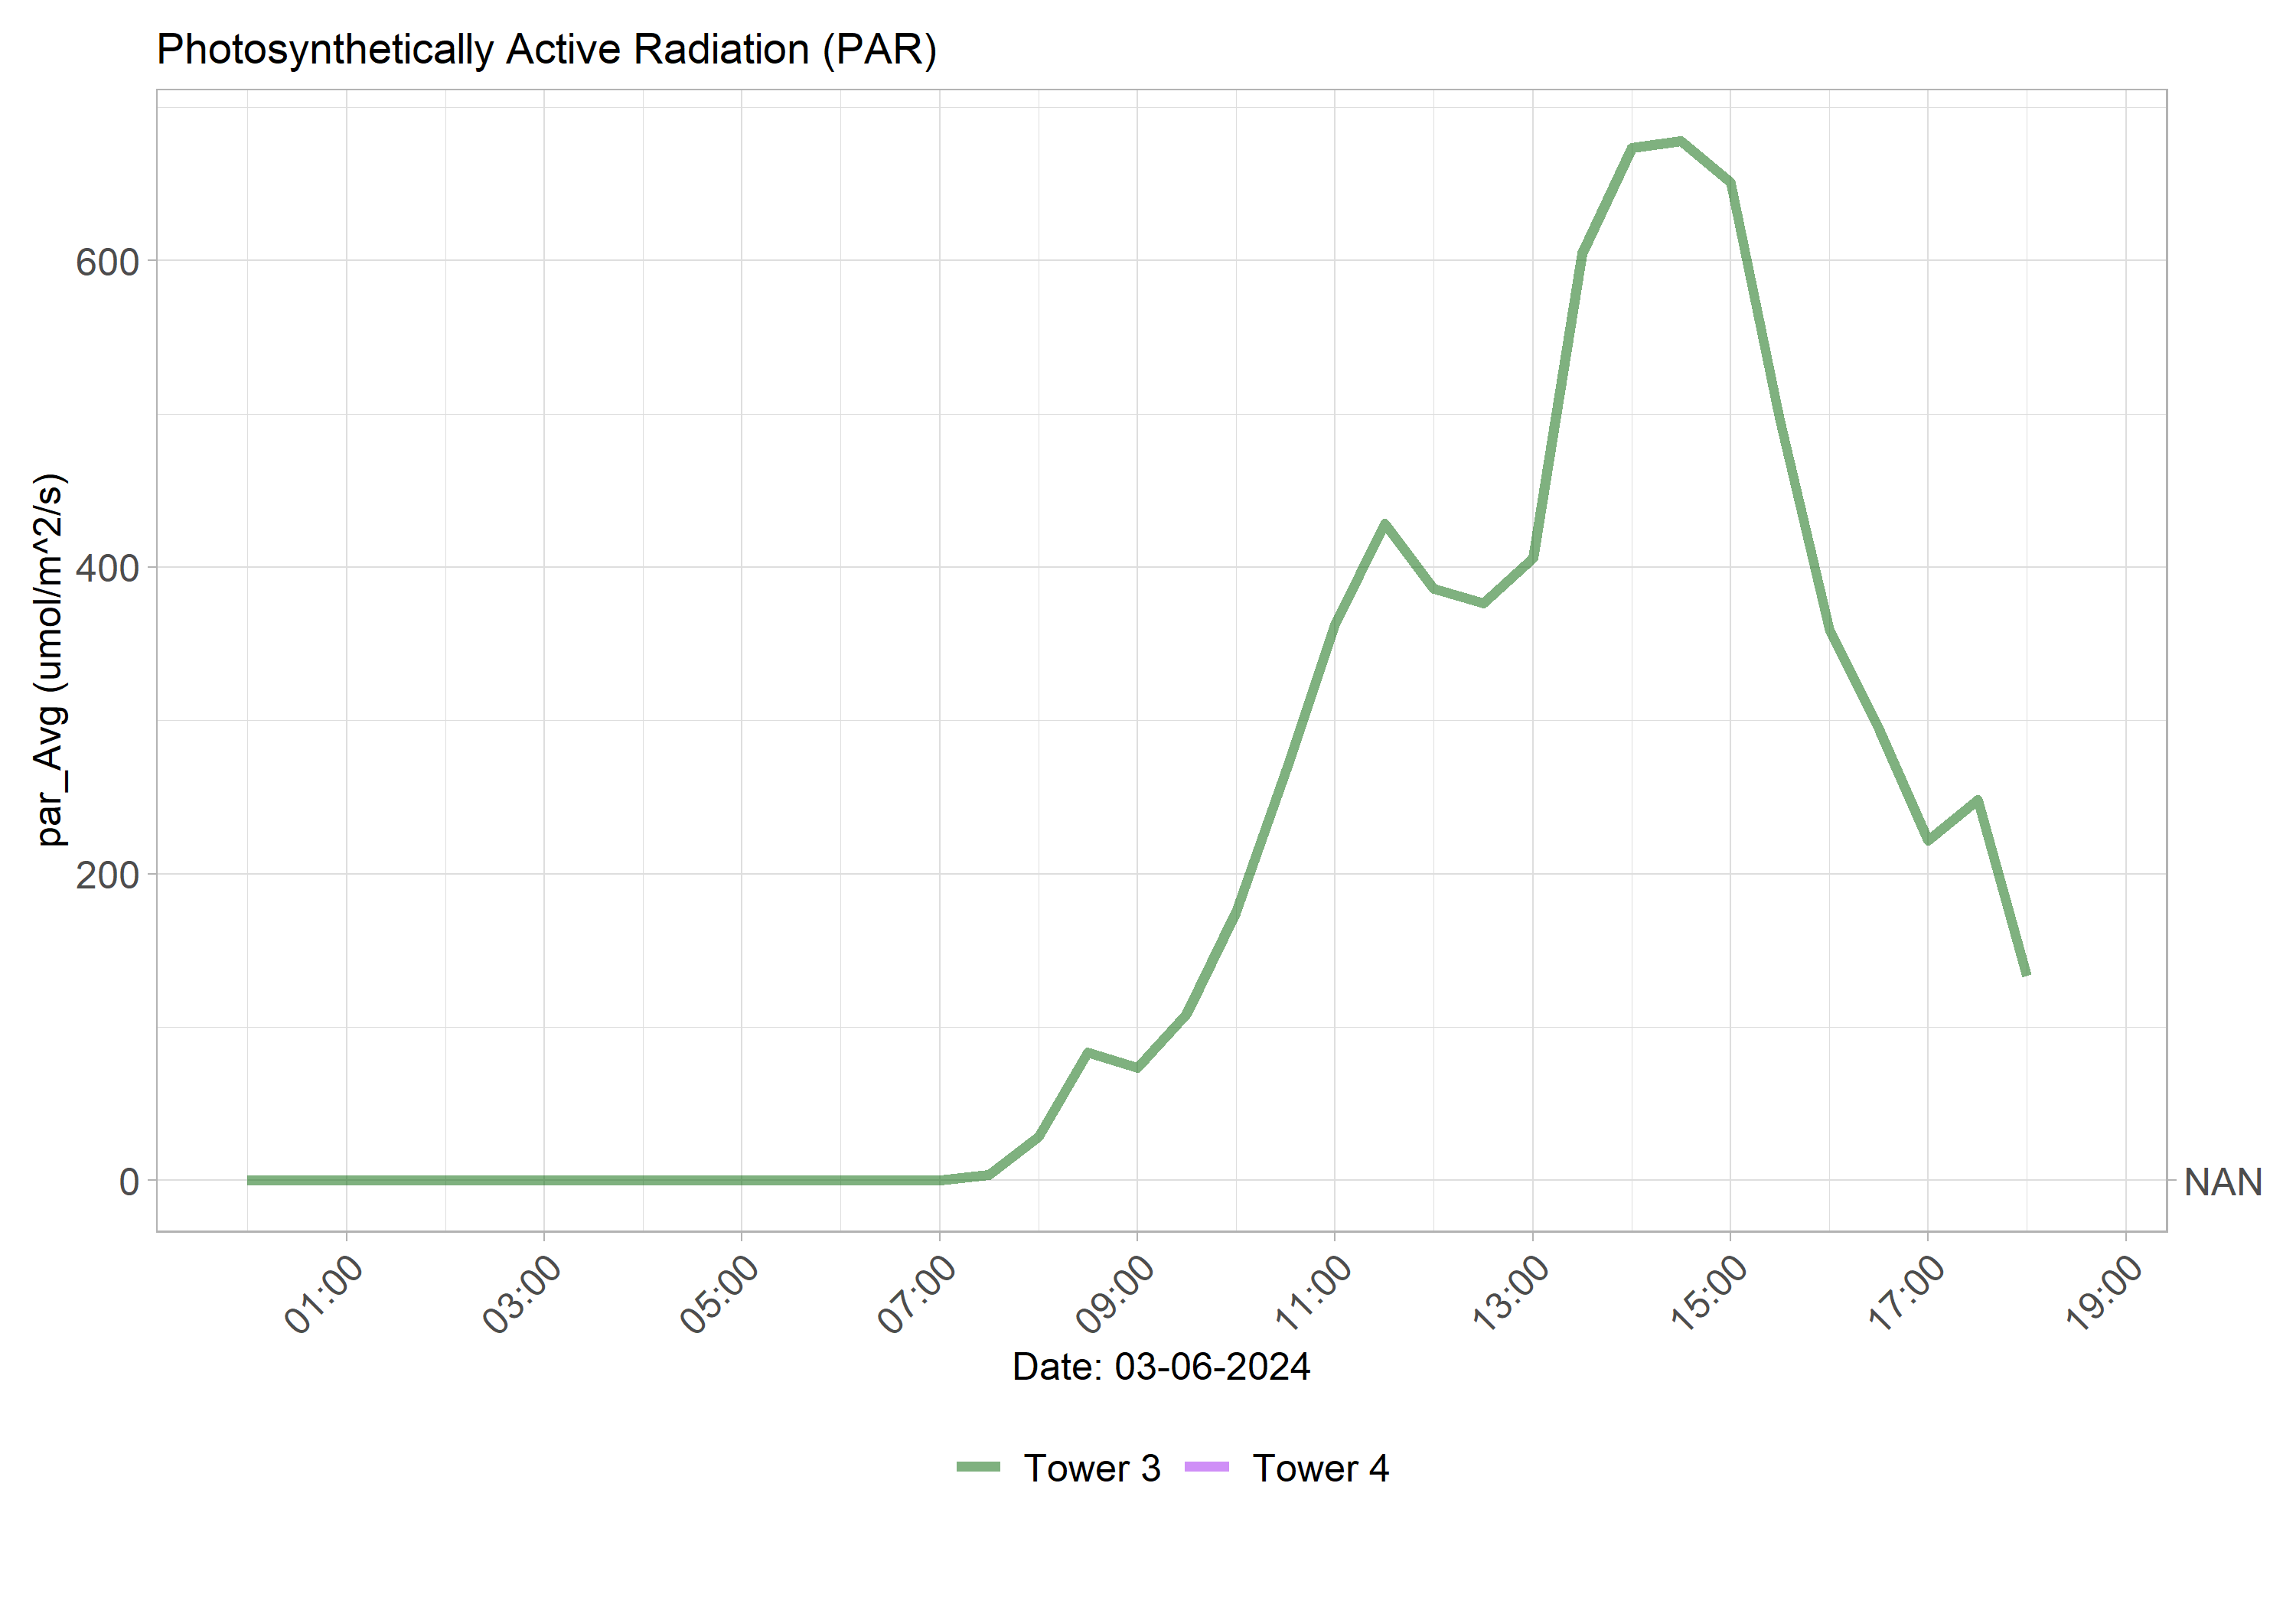 Photosynthetically Active Radiation (PAR)
par_Avg (umol/m^2/s)
600
400
200
0
NAN
01:00
03:00
05:00
07:00
09:00
11:00
13:00
15:00
17:00
19:00
Date: 03-06-2024
Tower 3
Tower 4